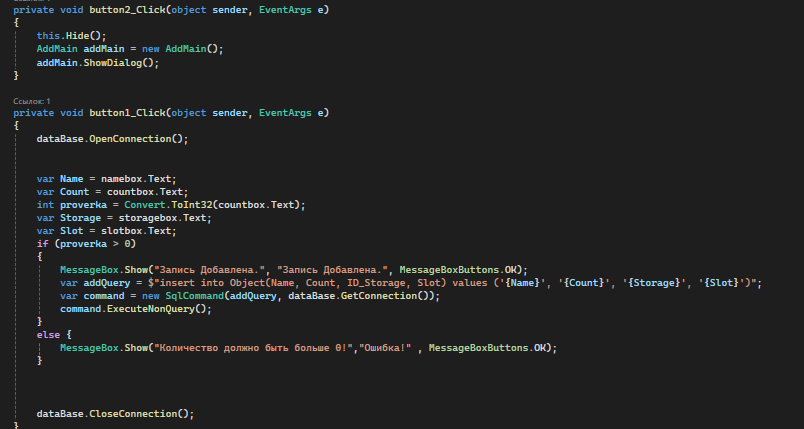 private void button2_Click(object sender, EventArgs e)
{
this.Hide();
AddMain addMain = new AddMain();
addMain.ShowDialog();
}
Ссылок: 1
private void button1_Click(object sender, EventArgs e)
{
dataBase.OpenConnection();
var Name = namebox.Text;
var Count = countbox.Text;
int proverka = Convert.ToInt32(countbox.Text);
var Storage = storagebox.Text;
var Slot = slotbox.Text;
if (proverka > 0)
{
MessageBox.Show("Запись Добавлена.", "Запись Добавлена.", MessageBoxButtons.OK);
var addQuery = $"insert into Object(Name, Count, ID_Storage, Slot) values ('{Name}', '{Count}', '{Storage}', '{Slot}')";
var command = new SqlCommand(addQuery, dataBase.GetConnection());
command.ExecuteNonQuery();
}
else {
MessageBox.Show("Количество должно быть больше 0!","Ошибка!" , MessageBoxButtons.OK);
}
dataBase.CloseConnection();
}